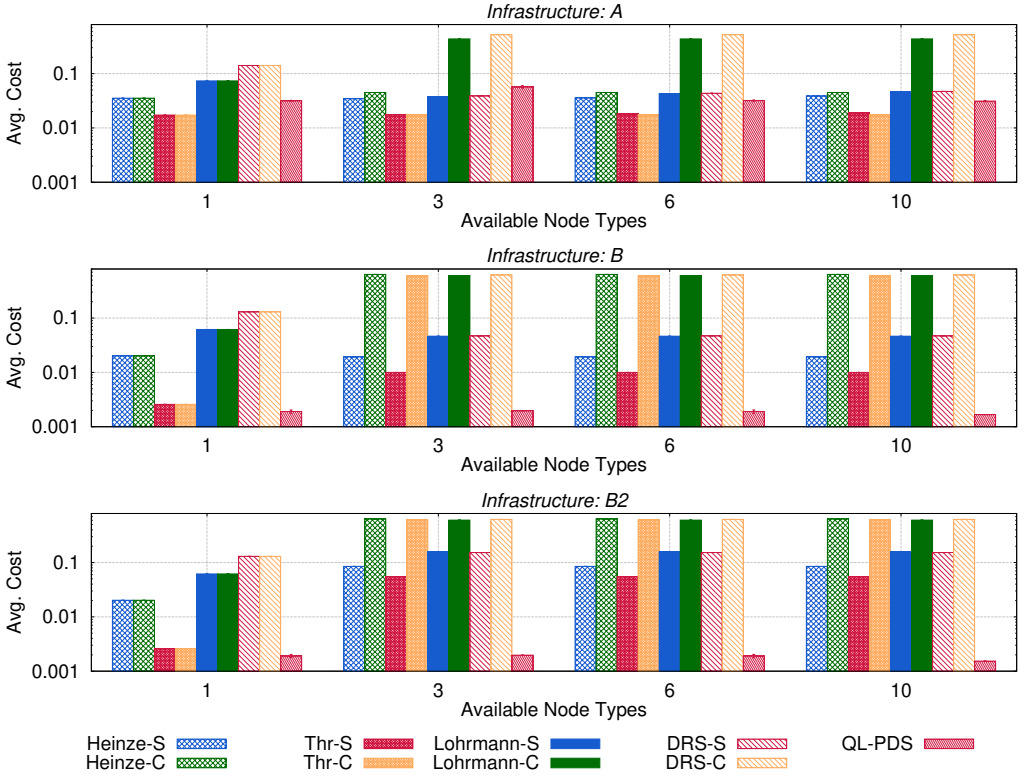 Infrastructure: A
Avg. Cost
0.1
0.01
0.001
1 3 6 10
Available Node Types
Infrastructure: B
Avg. Cost
0.1
0.01
0.001
1 3 6 10
Available Node Types
Infrastructure: B2
Avg. Cost
0.1
0.01
0.001
1 3 6 10
Available Node Types
Heinze-S Thr-S Lohrmann-S DRS-S QL-PDS
Heinze-C Thr-C Lohrmann-C DRS-C